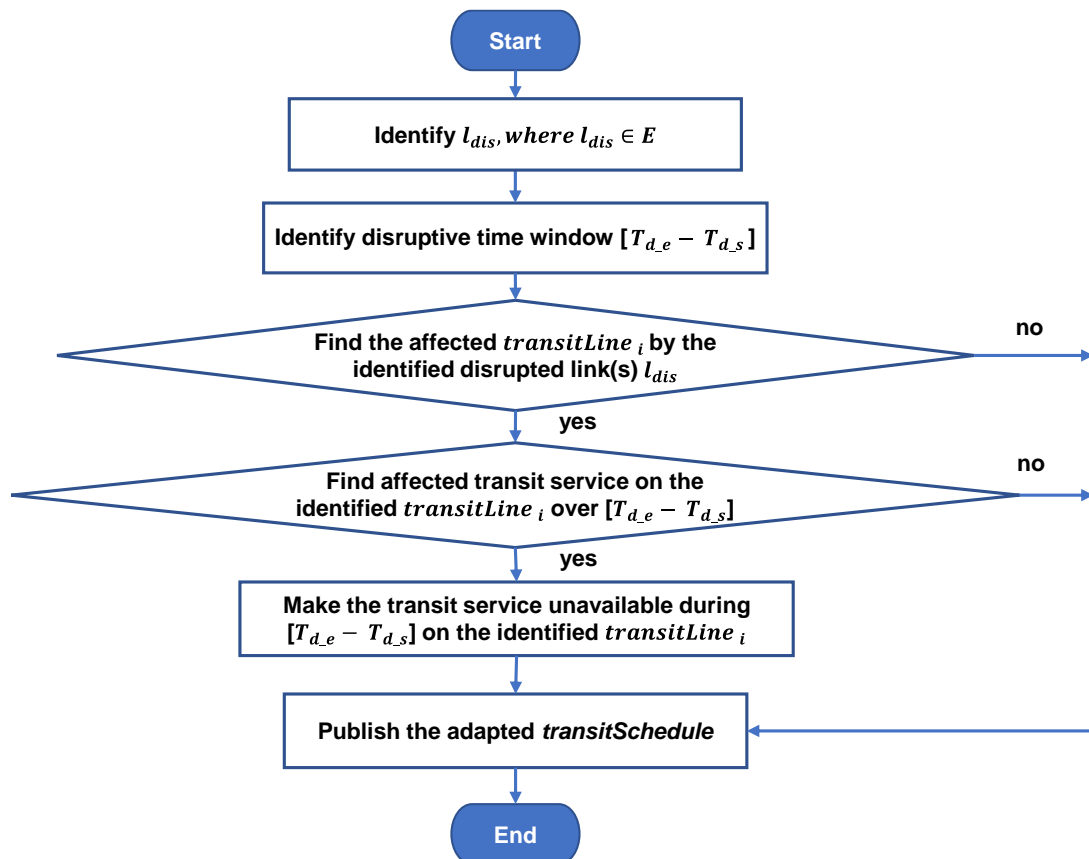 Start
Identify l_dis, where l_dis ∈ E
Identify disruptive time window [T_d_e − T_d_s]
Find the affected transitLine_i by the
identified disrupted link(s) l_dis
no
yes
Find affected transit service on the
identified transitLine_i over [T_d_e − T_d_s]
no
yes
Make the transit service unavailable during
[T_d_e − T_d_s] on the identified transitLine_i
Publish the adapted transitSchedule
End